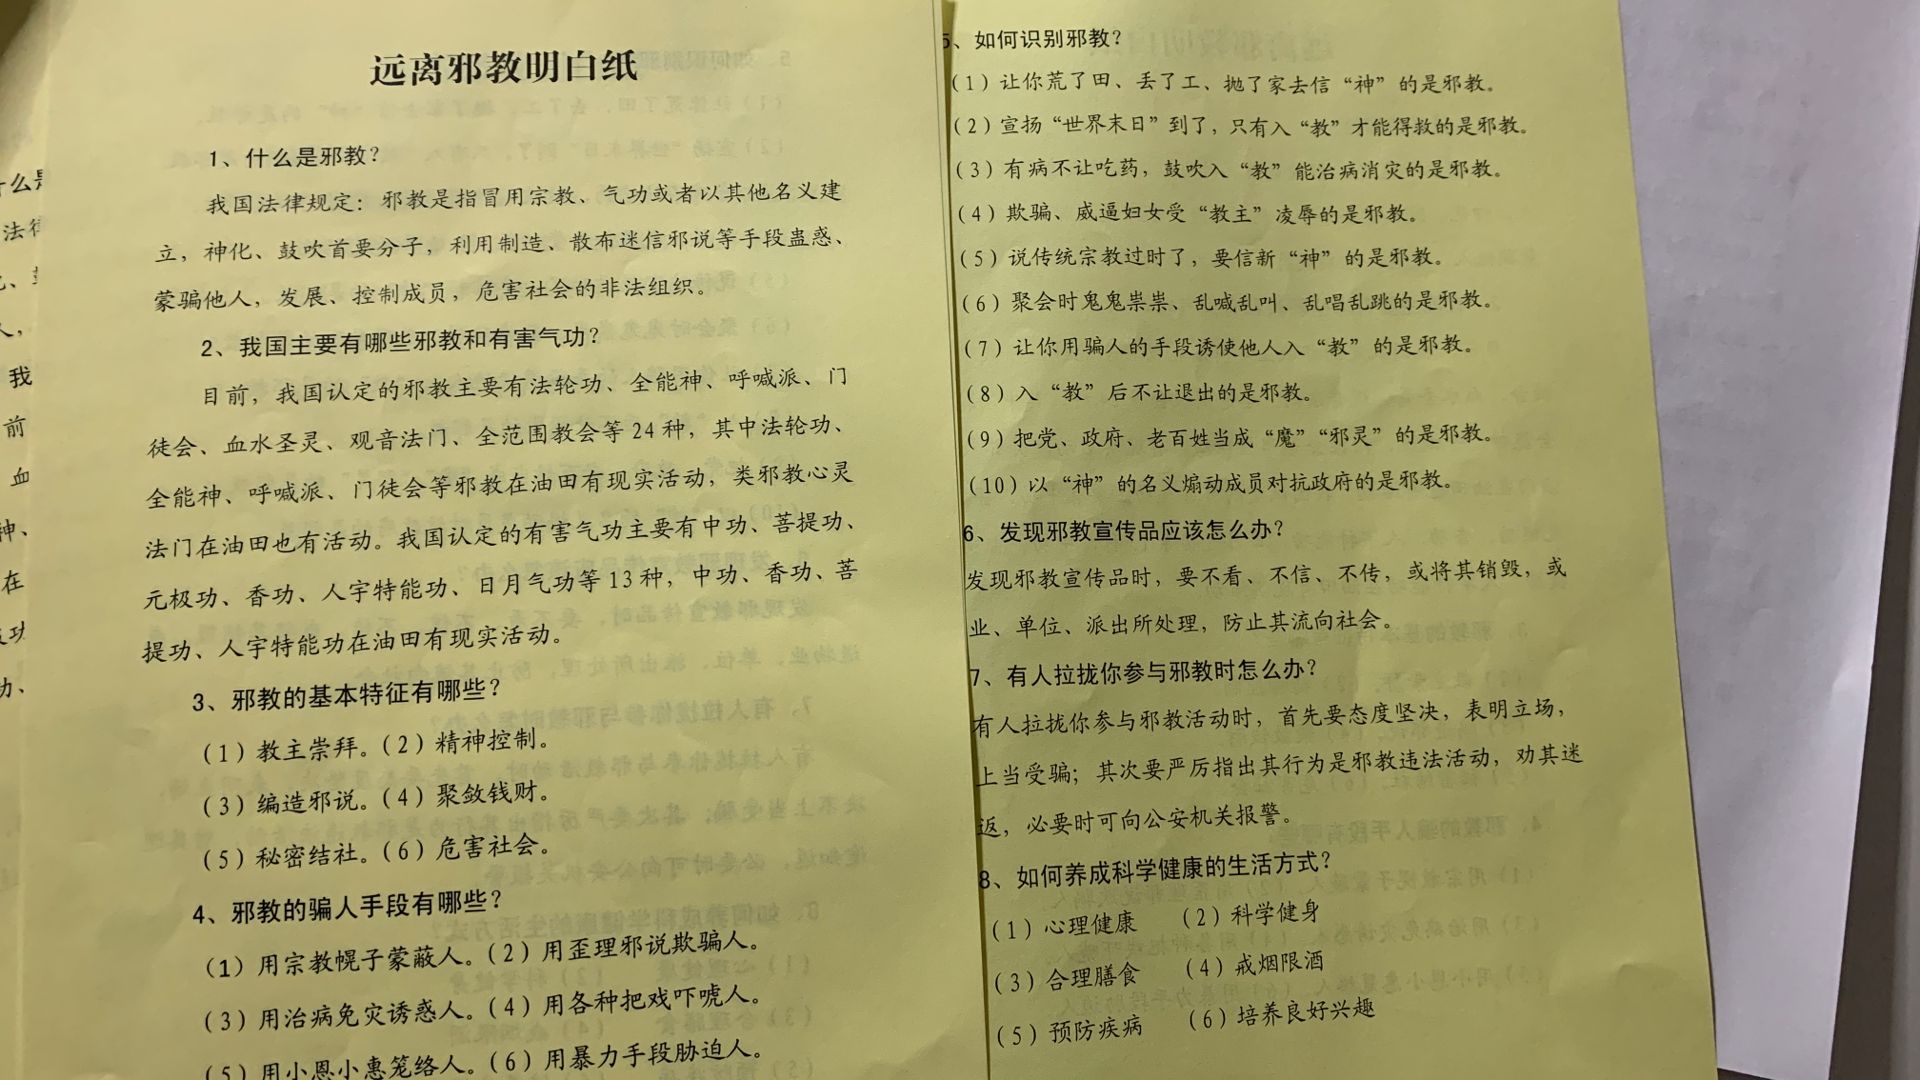 远离邪教明白纸
1、什么是邪教？
我国法律规定：邪教是指冒用宗教、气功或者以其他名义建
立，神化、鼓吹首要分子，利用制造、散布迷信邪说等手段蛊惑、
蒙骗他人，发展、控制成员，危害社会的非法组织。
2、我国主要有哪些邪教和有害气功？
目前，我国认定的邪教主要有法轮功、全能神、呼喊派、门
徒会、血水圣灵、观音法门、全范围教会等24种，其中法轮功、
全能神、呼喊派、门徒会等邪教在油田有现实活动，类邪教心灵
法门在油田也有活动。我国认定的有害气功主要有中功、菩提功、
元极功、香功、人宇特能功、日月气功等13种，中功、香功、菩
提功、人宇特能功在油田有现实活动。
3、邪教的基本特征有哪些？
（1）教主崇拜。（2）精神控制。
（3）编造邪说。（4）聚敛钱财。
（5）秘密结社。（6）危害社会。
4、邪教的骗人手段有哪些？
（1）用宗教幌子蒙蔽人。（2）用歪理邪说欺骗人。
（3）用治病免灾诱惑人。（4）用各种把戏吓唬人。
（5）用小恩小惠笼络人。（6）用暴力手段胁迫人。
5、如何识别邪教？
（1）让你荒了田、丢了工、抛了家去信“神”的是邪教。
（2）宣扬“世界末日”到了，只有入“教”才能得救的是邪教。
（3）有病不让吃药，鼓吹入“教”能治病消灾的是邪教。
（4）欺骗、威逼妇女受“教主”凌辱的是邪教。
（5）说传统宗教过时了，要信新“神”的是邪教。
（6）聚会时鬼鬼祟祟、乱喊乱叫、乱唱乱跳的是邪教。
（7）让你用骗人的手段诱使他人入“教”的是邪教。
（8）入“教”后不让退出的是邪教。
（9）把党、政府、老百姓当成“魔”“邪灵”的是邪教。
（10）以“神”的名义煽动成员对抗政府的是邪教。
6、发现邪教宣传品应该怎么办？
发现邪教宣传品时，要不看、不信、不传，或将其销毁，或
业、单位、派出所处理，防止其流向社会。
7、有人拉拢你参与邪教时怎么办？
有人拉拢你参与邪教活动时，首先要态度坚决，表明立场，
上当受骗；其次要严厉指出其行为是邪教违法活动，劝其迷
返，必要时可向公安机关报警。
8、如何养成科学健康的生活方式？
（1）心理健康 （2）科学健身
（3）合理膳食 （4）戒烟限酒
（5）预防疾病 （6）培养良好兴趣